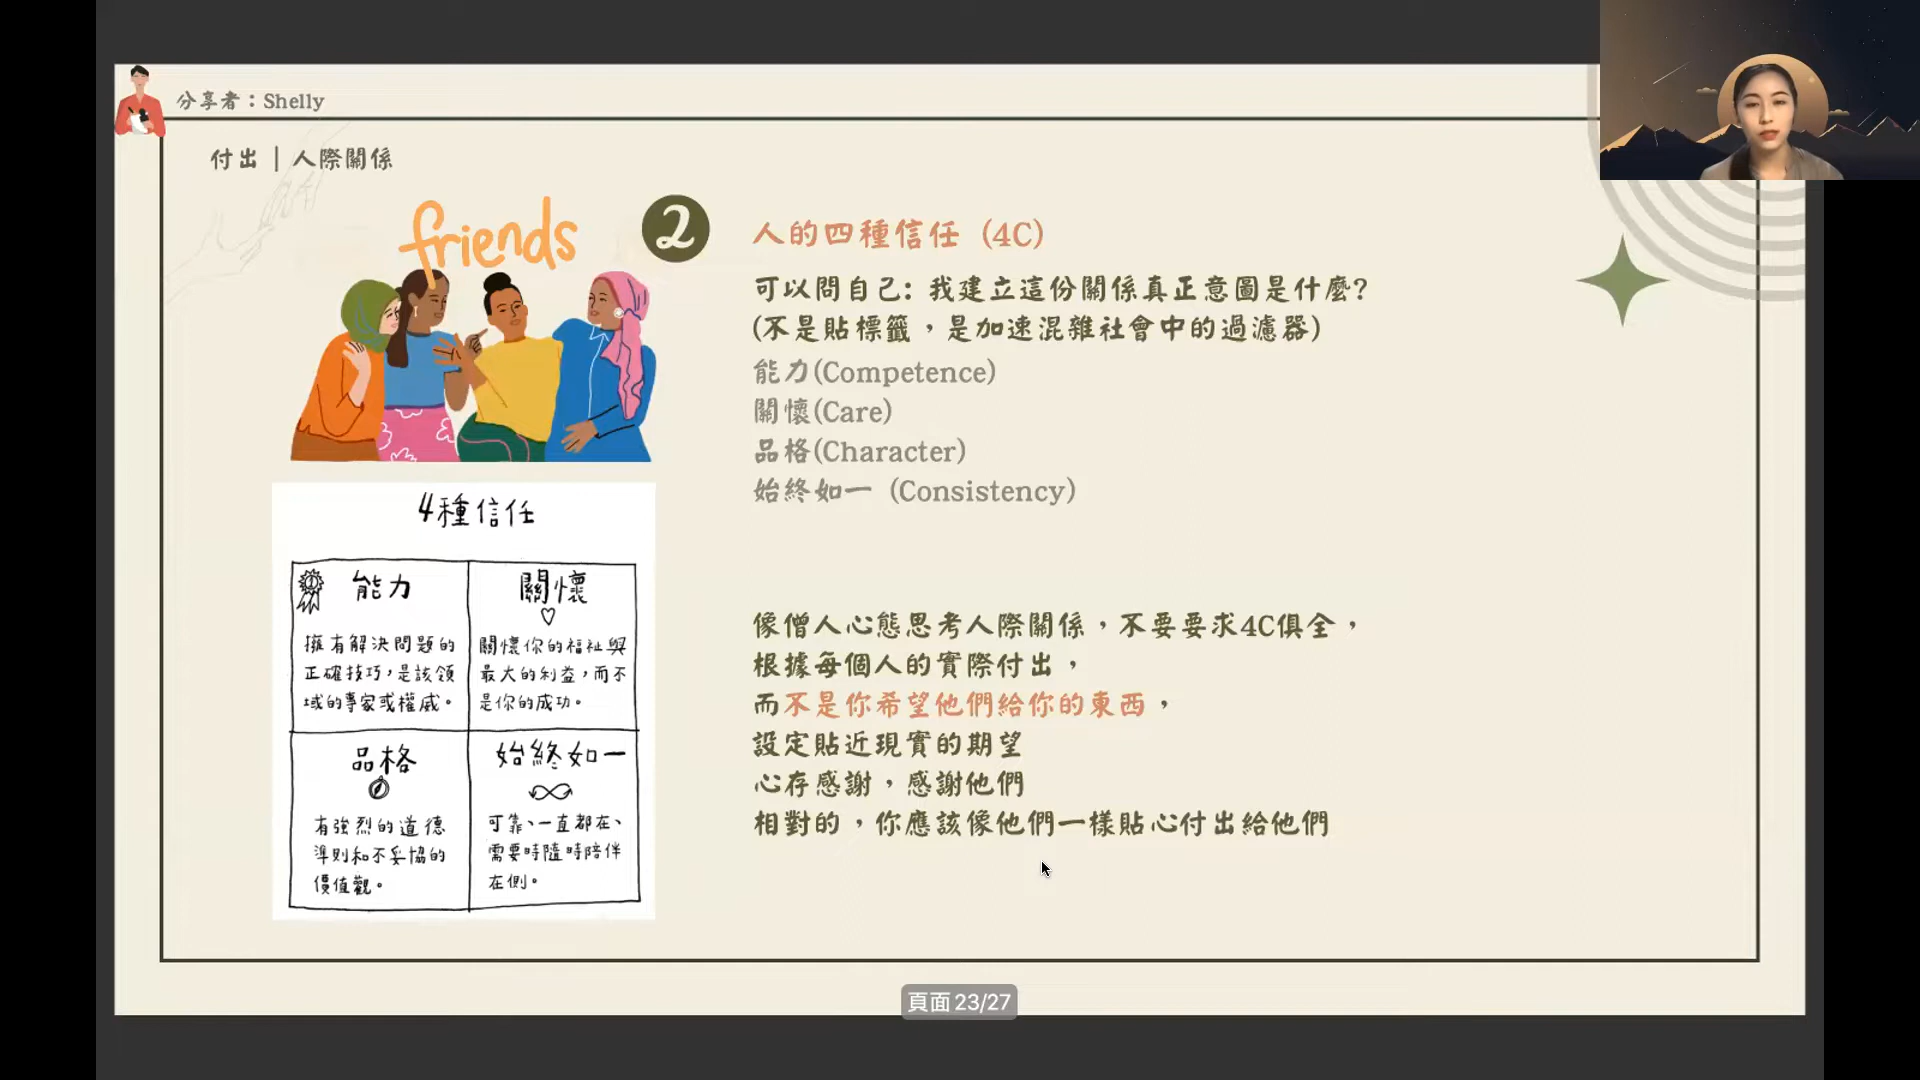 分享者：Shelly
付出 | 人際關係
friends
2
人的四種信任 (4C)
可以問自己: 我建立這份關係真正意圖是什麼?
(不是貼標籤，是加速混雜社會中的過濾器)
能力(Competence)
關懷(Care)
品格(Character)
始終如一 (Consistency)
4種信任
能力
擁有解決問題的
正確技巧，是該領
域的專家或權威。
關懷
關懷你的福祉與
最大的利益，而不
是你的成功。
品格
有強烈的道德
準則和不妥協的
價值觀。
始終如一
可靠、一直都在、
需要時隨時陪伴
在側。
像僧人心態思考人際關係，不要要求4C俱全，
根據每個人的實際付出，
而不是你希望他們給你的東西，
設定貼近現實的期望
心存感謝，感謝他們
相對的，你應該像他們一樣貼心付出給他們
頁面 23/27